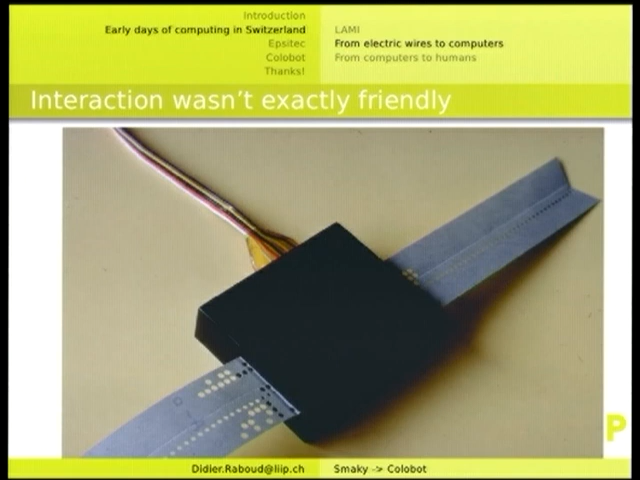 Introduction
Early days of computing in Switzerland
Epsitec
Colobot
Thanks!
LAMI
From electric wires to computers
From computers to humans
Interaction wasn't exactly friendly
P
Didier.Raboud@liip.ch
Smaky -> Colobot